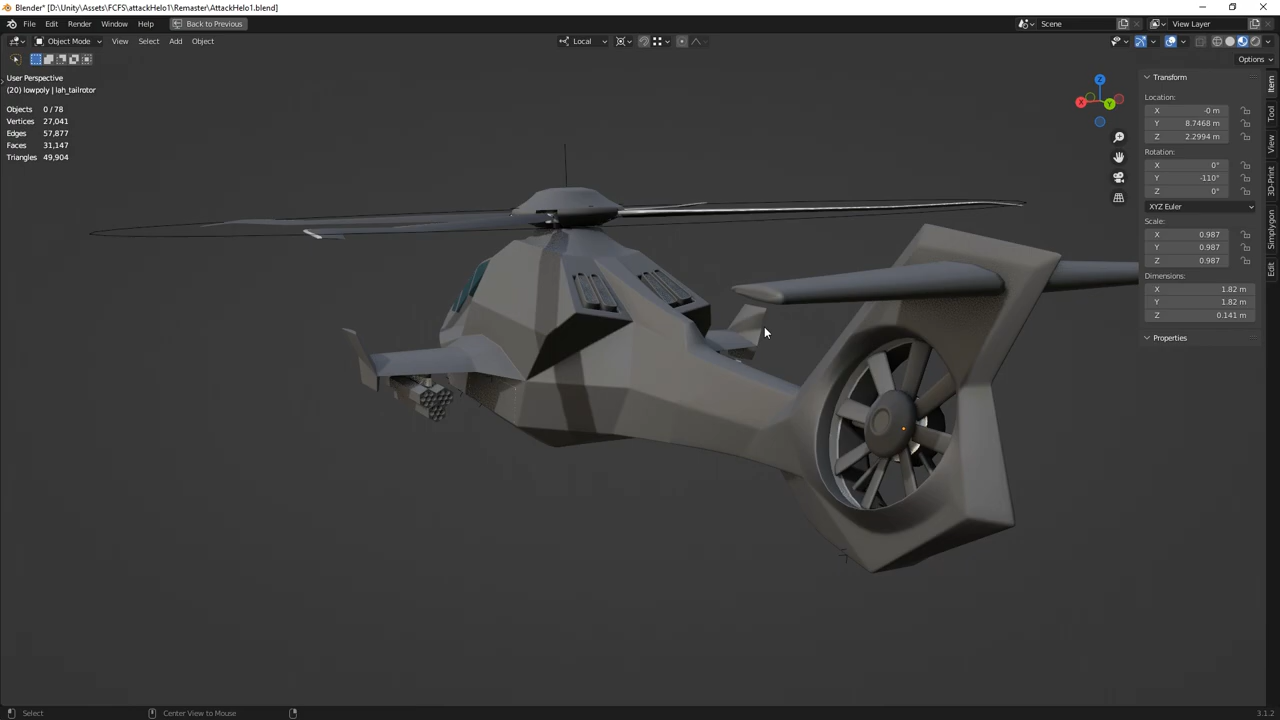 Blender* [D:\Unity\Assets\FCFS\attackHelo1\Remaster\AttackHelo1.blend]
File Edit Render Window Help Back to Previous Scene View Layer
Object Mode View Select Add Object Local
Options
User Perspective
(20) lowpoly | lah_tailrotor
Objects 0 / 78
Vertices 27,041
Edges 57,877
Faces 31,147
Triangles 49,904
X
Y
Z
Transform
Location:
X -0 m
Y 8.7468 m
Z 2.2994 m
Rotation:
X 0°
Y -110°
Z 0°
XYZ Euler
Scale:
X 0.987
Y 0.987
Z 0.987
Dimensions:
X 1.82 m
Y 1.82 m
Z 0.141 m
Properties
Item
Tool
View
3D-Print
Simplygon
Edit
Select Center View to Mouse 3.1.2